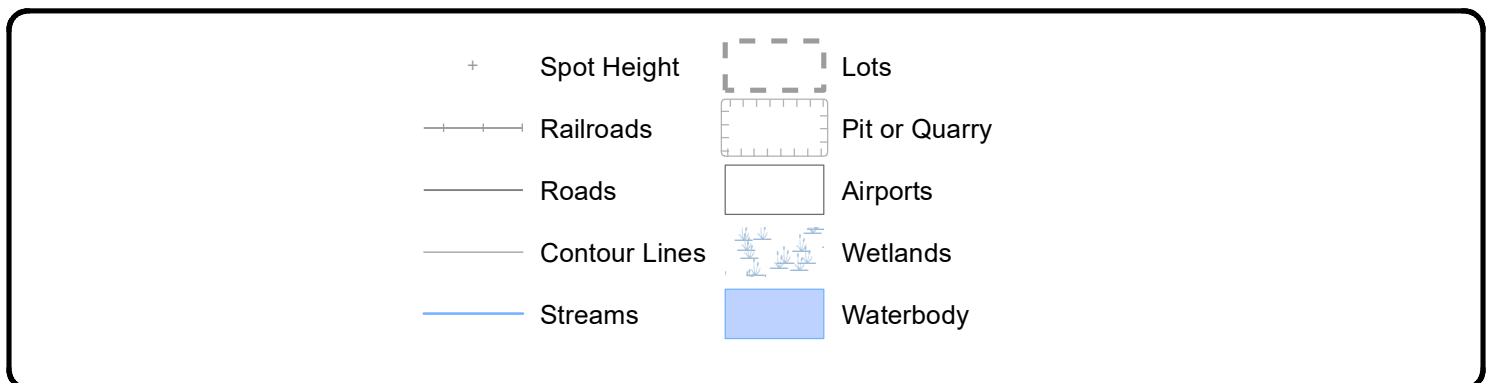 Spot Height
Railroads
Roads
Contour Lines
Streams
Lots
Pit or Quarry
Airports
Wetlands
Waterbody